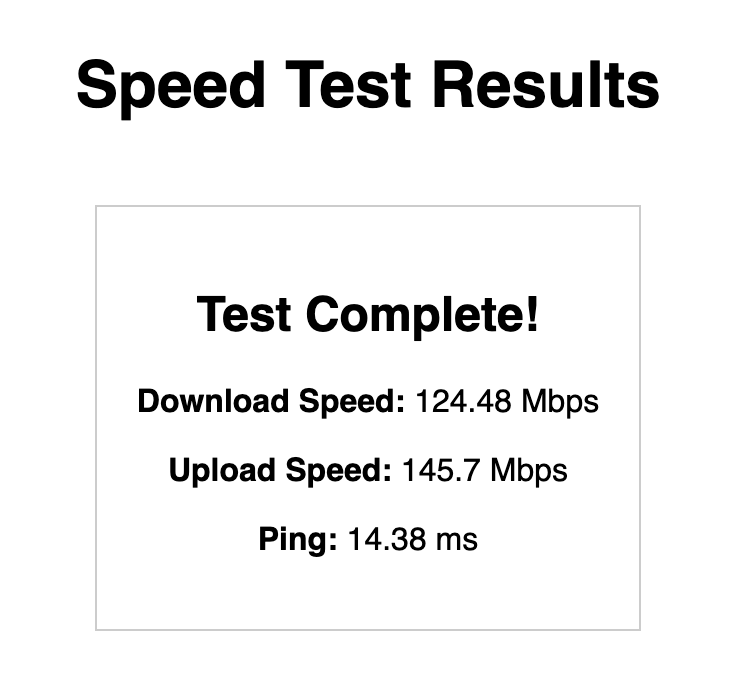 Speed Test Results
Test Complete!
Download Speed: 124.48 Mbps
Upload Speed: 145.7 Mbps
Ping: 14.38 ms